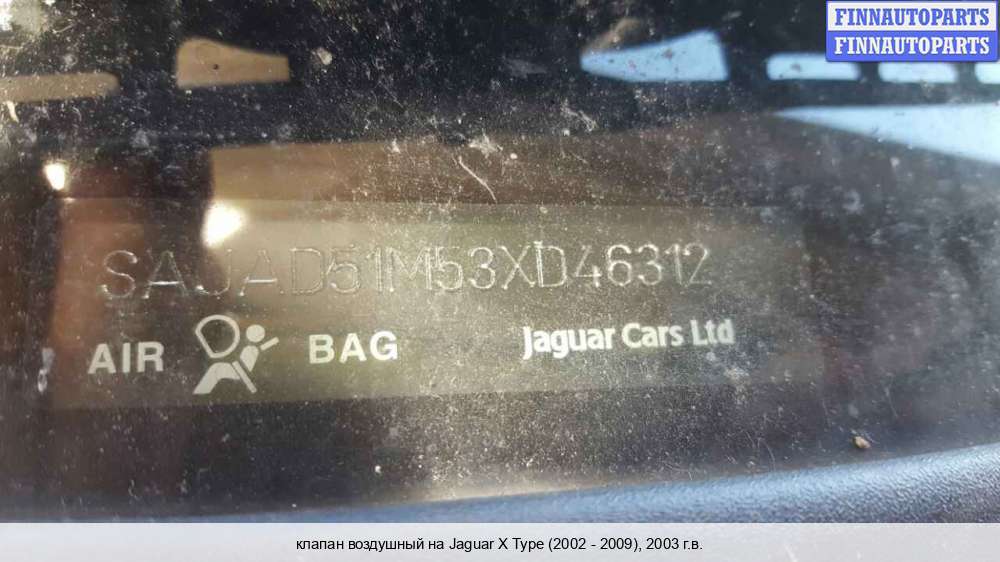 FINNAUTOPARTS
FINNAUTOPARTS
SAJAD51M53XD46312
AIR BAG
Jaguar Cars Ltd
клапан воздушный на Jaguar X Type (2002 - 2009), 2003 г.в.